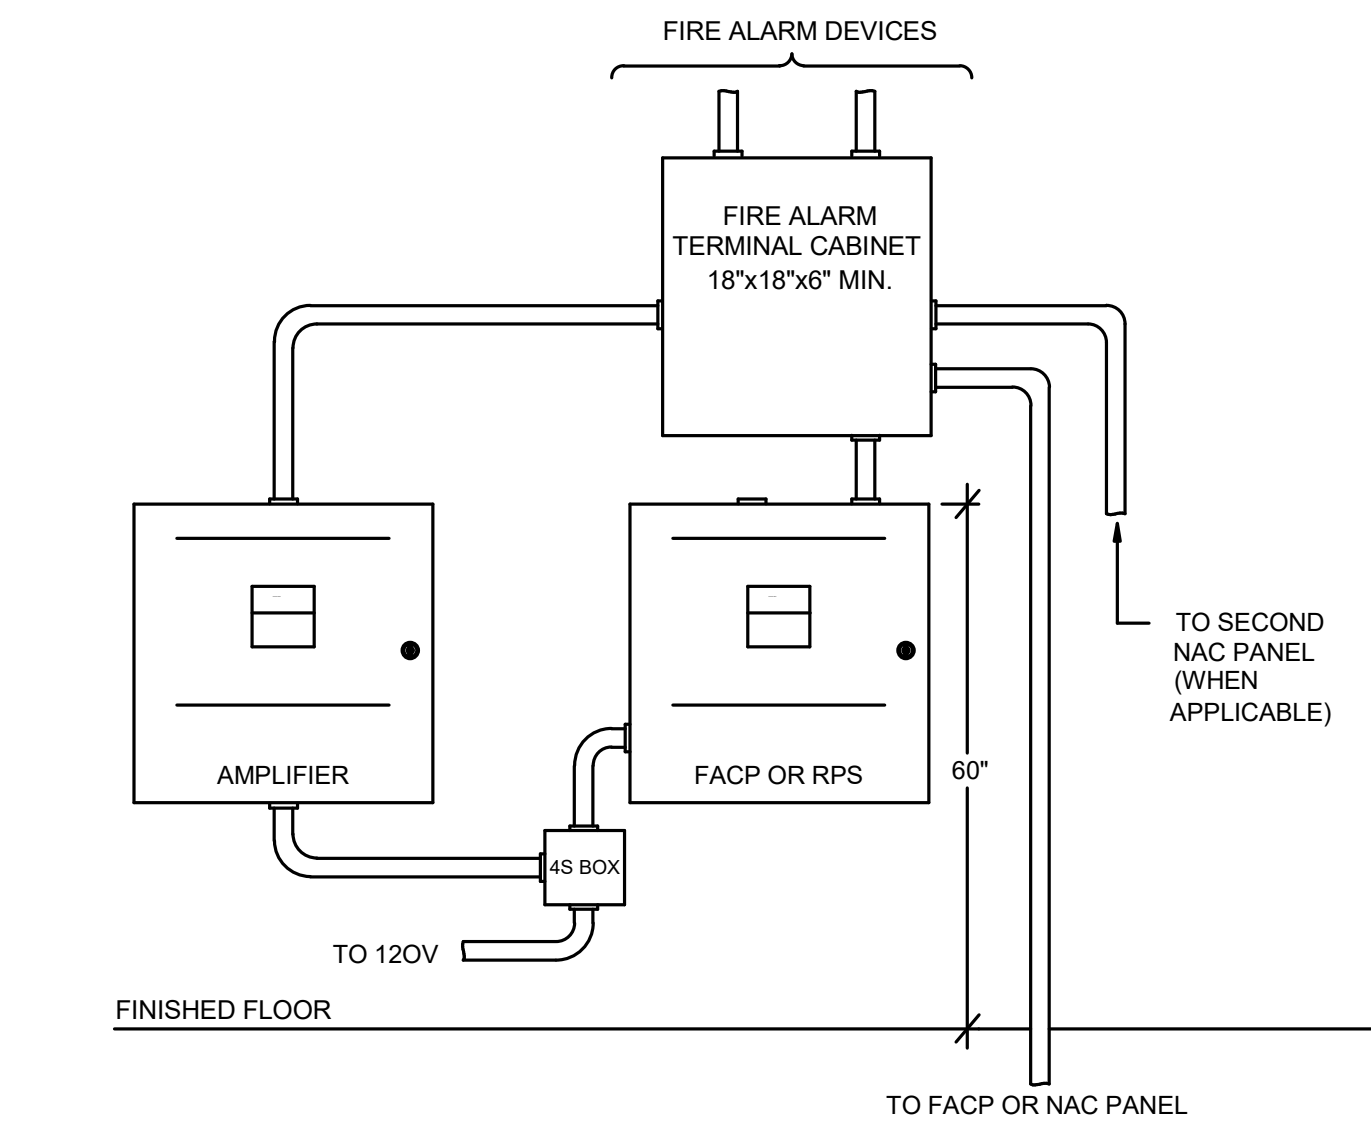 FIRE ALARM DEVICES
FIRE ALARM
TERMINAL CABINET
18"x18"x6" MIN.
TO SECOND
NAC PANEL
(WHEN
APPLICABLE)
AMPLIFIER
FACP OR RPS
60"
4S BOX
TO 12OV
FINISHED FLOOR
TO FACP OR NAC PANEL